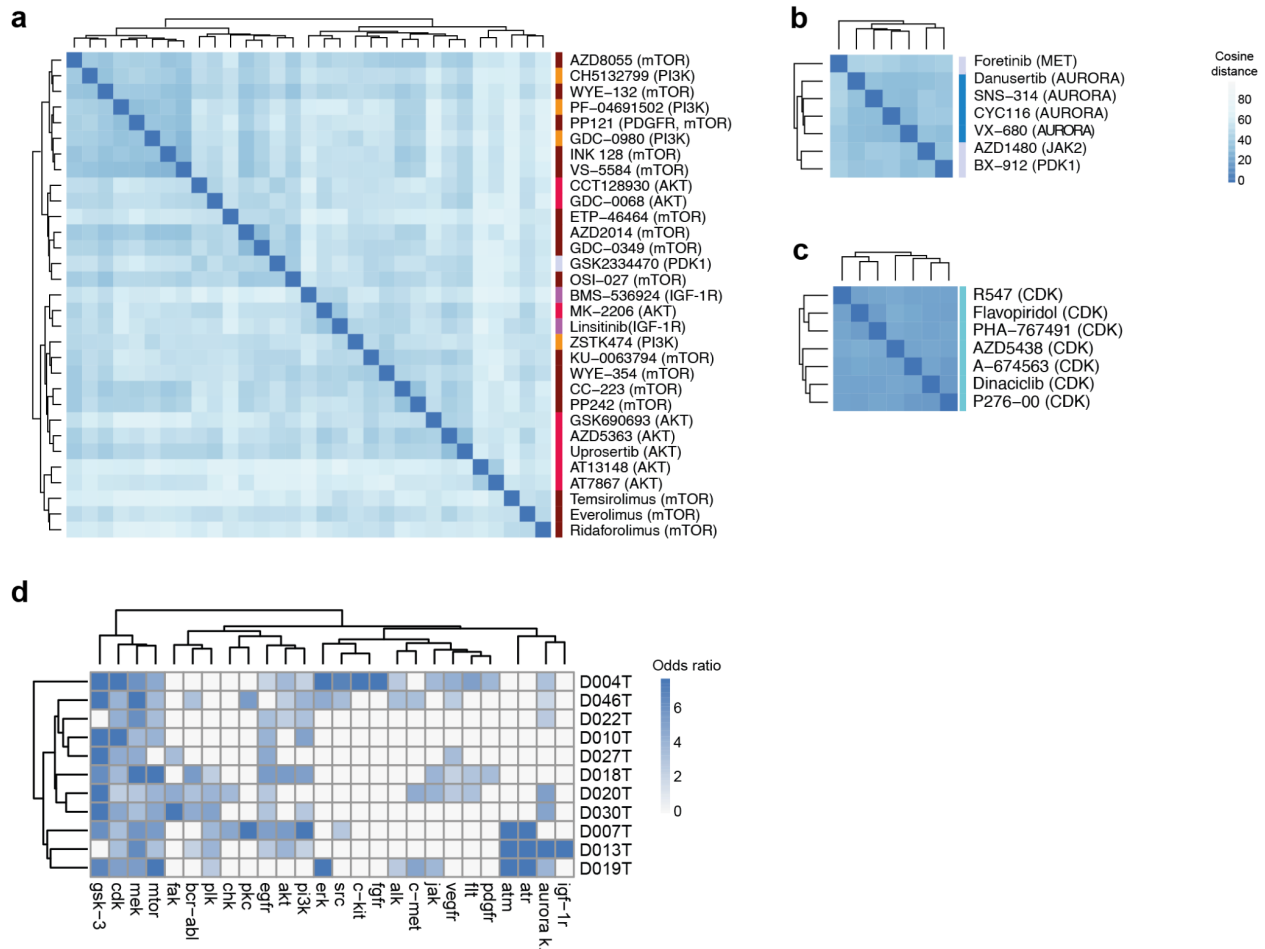 a
AZD8055 (mTOR)
CH5132799 (PI3K)
WYE−132 (mTOR)
PF−04691502 (PI3K)
PP121 (PDGFR, mTOR)
GDC−0980 (PI3K)
INK 128 (mTOR)
VS−5584 (mTOR)
CCT128930 (AKT)
GDC−0068 (AKT)
ETP−46464 (mTOR)
AZD2014 (mTOR)
GDC−0349 (mTOR)
GSK2334470 (PDK1)
OSI−027 (mTOR)
BMS−536924 (IGF−1R)
MK−2206 (AKT)
Linsitinib(IGF−1R)
ZSTK474 (PI3K)
KU−0063794 (mTOR)
WYE−354 (mTOR)
CC−223 (mTOR)
PP242 (mTOR)
GSK690693 (AKT)
AZD5363 (AKT)
Uprosertib (AKT)
AT13148 (AKT)
AT7867 (AKT)
Temsirolimus (mTOR)
Everolimus (mTOR)
Ridaforolimus (mTOR)
b
Foretinib (MET)
Danusertib (AURORA)
SNS−314 (AURORA)
CYC116 (AURORA)
VX−680 (AURORA)
AZD1480 (JAK2)
BX−912 (PDK1)
Cosine
distance
80
60
40
20
0
c
R547 (CDK)
Flavopiridol (CDK)
PHA−767491 (CDK)
AZD5438 (CDK)
A−674563 (CDK)
Dinaciclib (CDK)
P276−00 (CDK)
d
D004T
D046T
D022T
D010T
D027T
D018T
D020T
D030T
D007T
D013T
D019T
gsk−3
cdk
mek
mtor
fak
bcr−abl
plk
chk
pkc
egfr
akt
pi3k
erk
src
c−kit
fgfr
alk
c−met
jak
vegfr
flt
pdgfr
atm
atr
aurora k.
igf−1r
Odds ratio
6
4
2
0